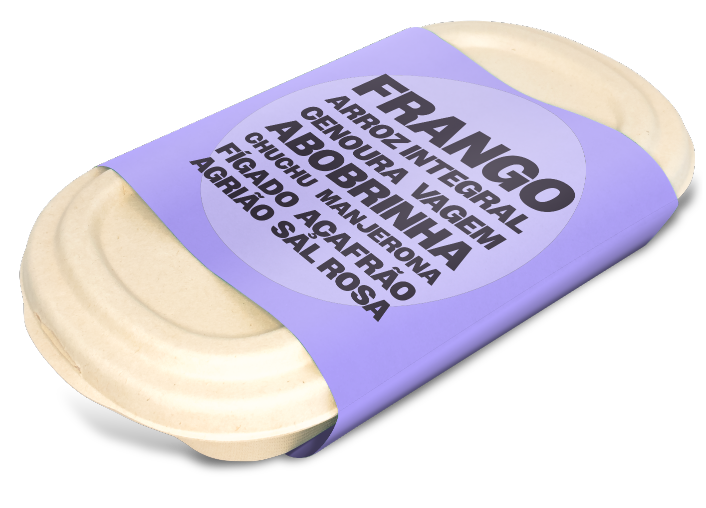 FRANGO
ARROZ INTEGRAL
CENOURA VAGEM
ABOBRINHA
CHUCHU MANJERONA
FÍGADO AÇAFRÃO
AGRIÃO SAL ROSA